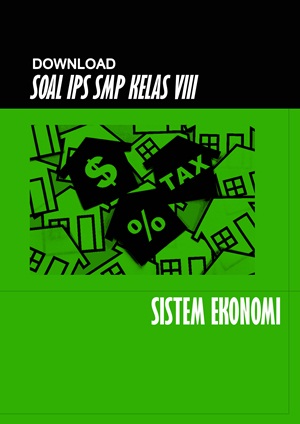 DOWNLOAD
SOAL IPS SMP KELAS VIII
$
TAX
%
SISTEM EKONOMI